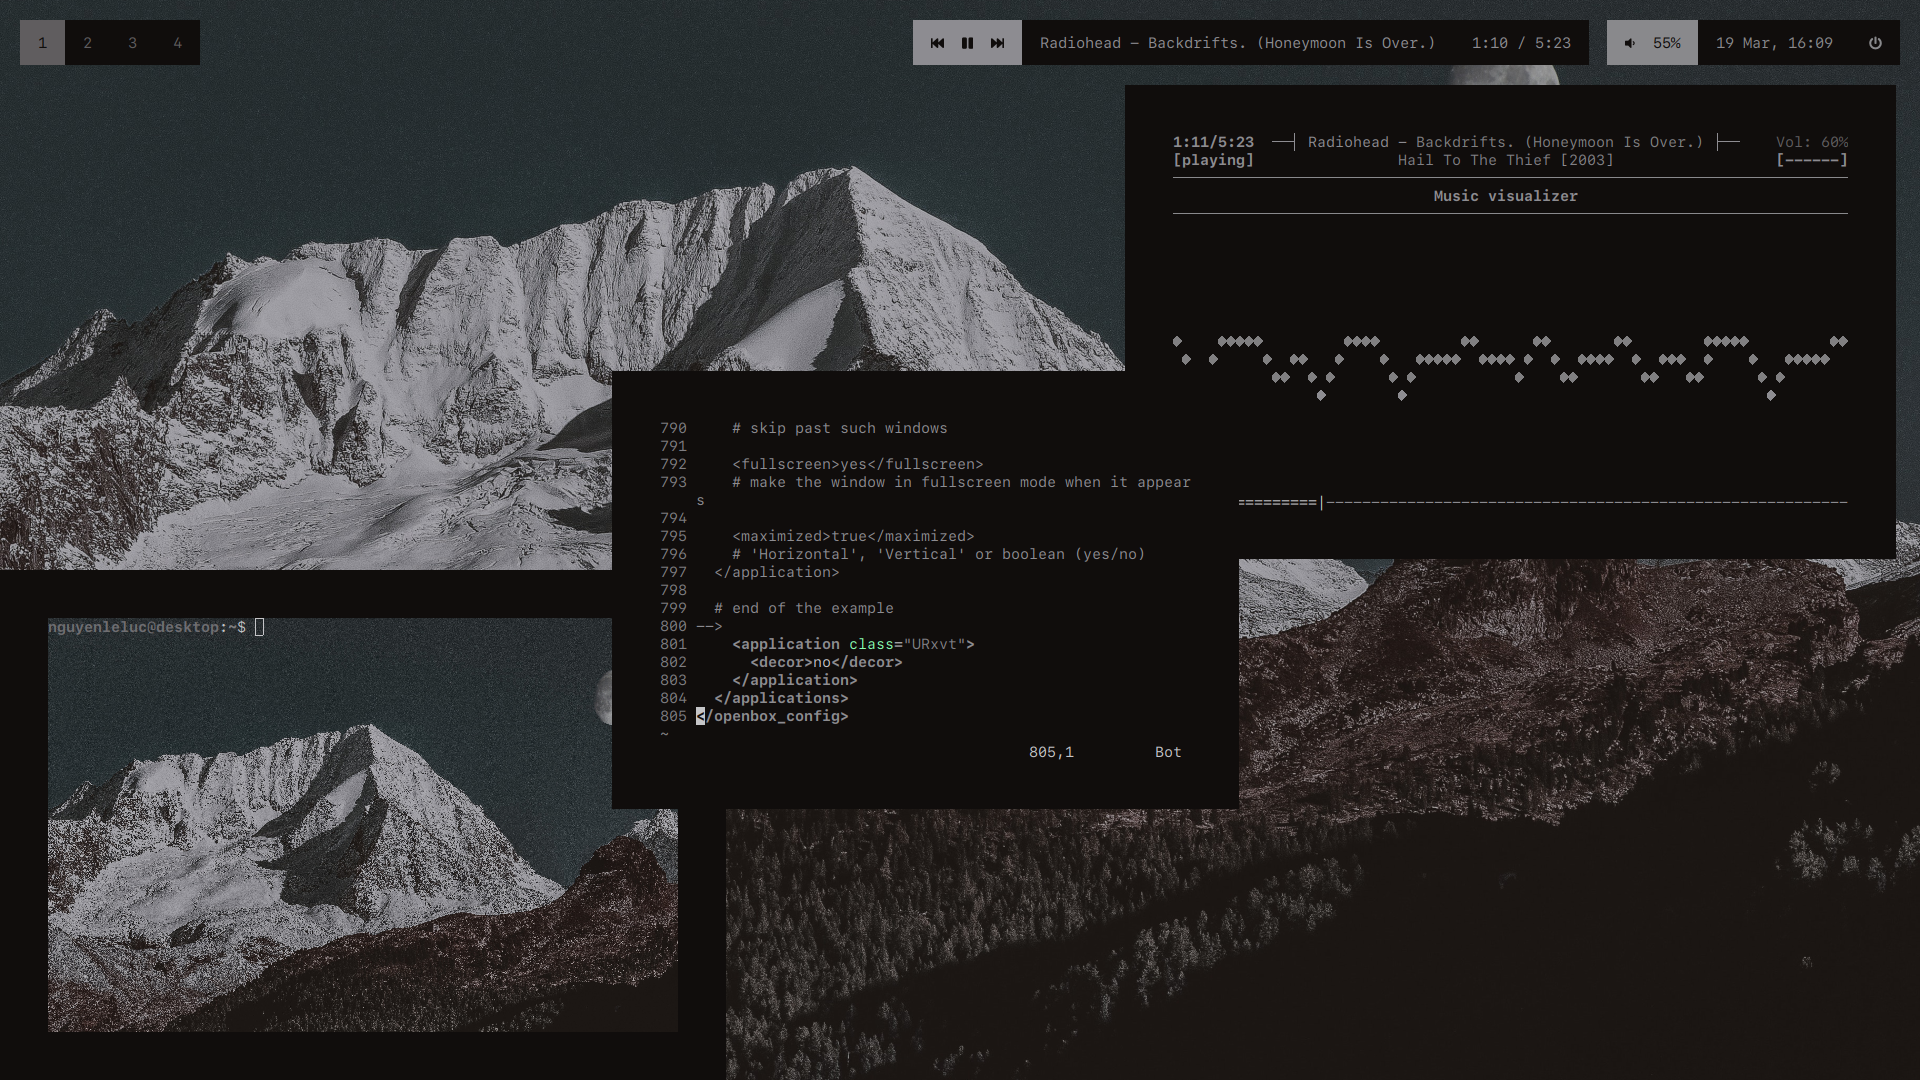 1 2 3 4
Radiohead – Backdrifts. (Honeymoon Is Over.) 1:10 / 5:23
55% 19 Mar, 16:09
1:11/5:23 ──┤ Radiohead – Backdrifts. (Honeymoon Is Over.) ├── Vol: 60%
[playing] Hail To The Thief [2003] [------]
Music visualizer
=========|----------------------------------------------------------
790     # skip past such windows
791
792     <fullscreen>yes</fullscreen>
793     # make the window in fullscreen mode when it appear
s
794
795     <maximized>true</maximized>
796     # 'Horizontal', 'Vertical' or boolean (yes/no)
797   </application>
798
799   # end of the example
800 -->
801     <application class="URxvt">
802       <decor>no</decor>
803     </application>
804   </applications>
805 </openbox_config>
~
805,1 Bot
nguyenleluc@desktop:~$